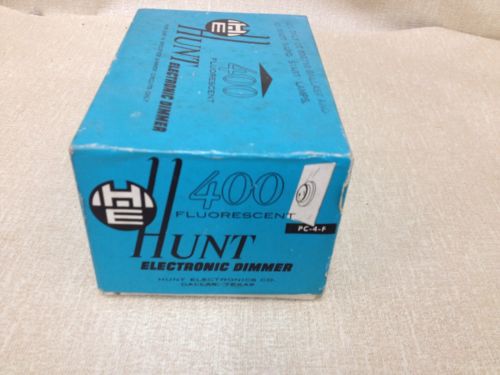 HE
HUNT
ELECTRONIC DIMMER
400
FLUORESCENT
HE
400
FLUORESCENT
PC-4-F
HUNT
ELECTRONIC DIMMER
HUNT ELECTRONICS CO.
DALLAS, TEXAS